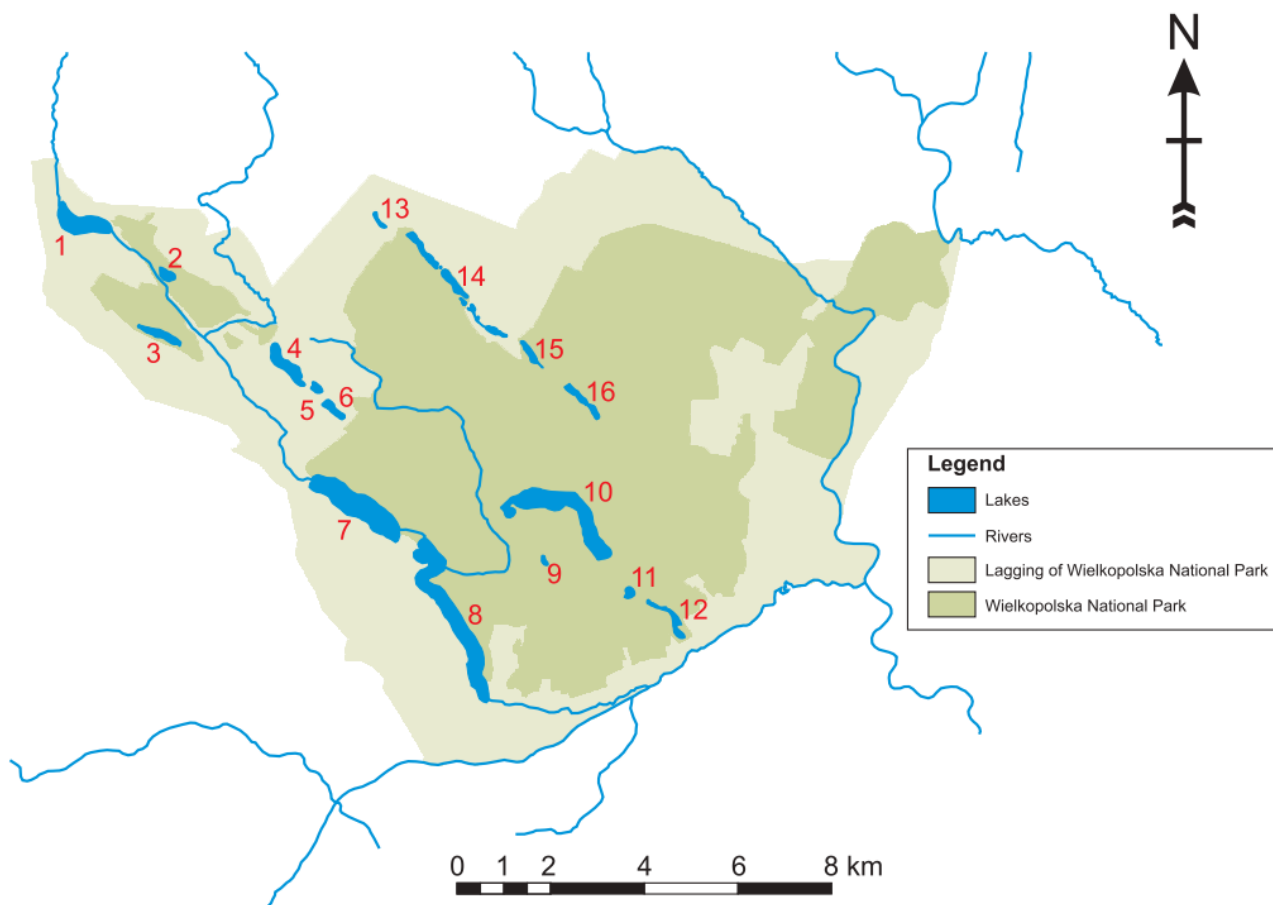 N
13
1
2
14
3
4
15
5
6
16
10
7
9
11
8
12
Legend
Lakes
Rivers
Lagging of Wielkopolska National Park
Wielkopolska National Park
0 1 2 4 6 8 km